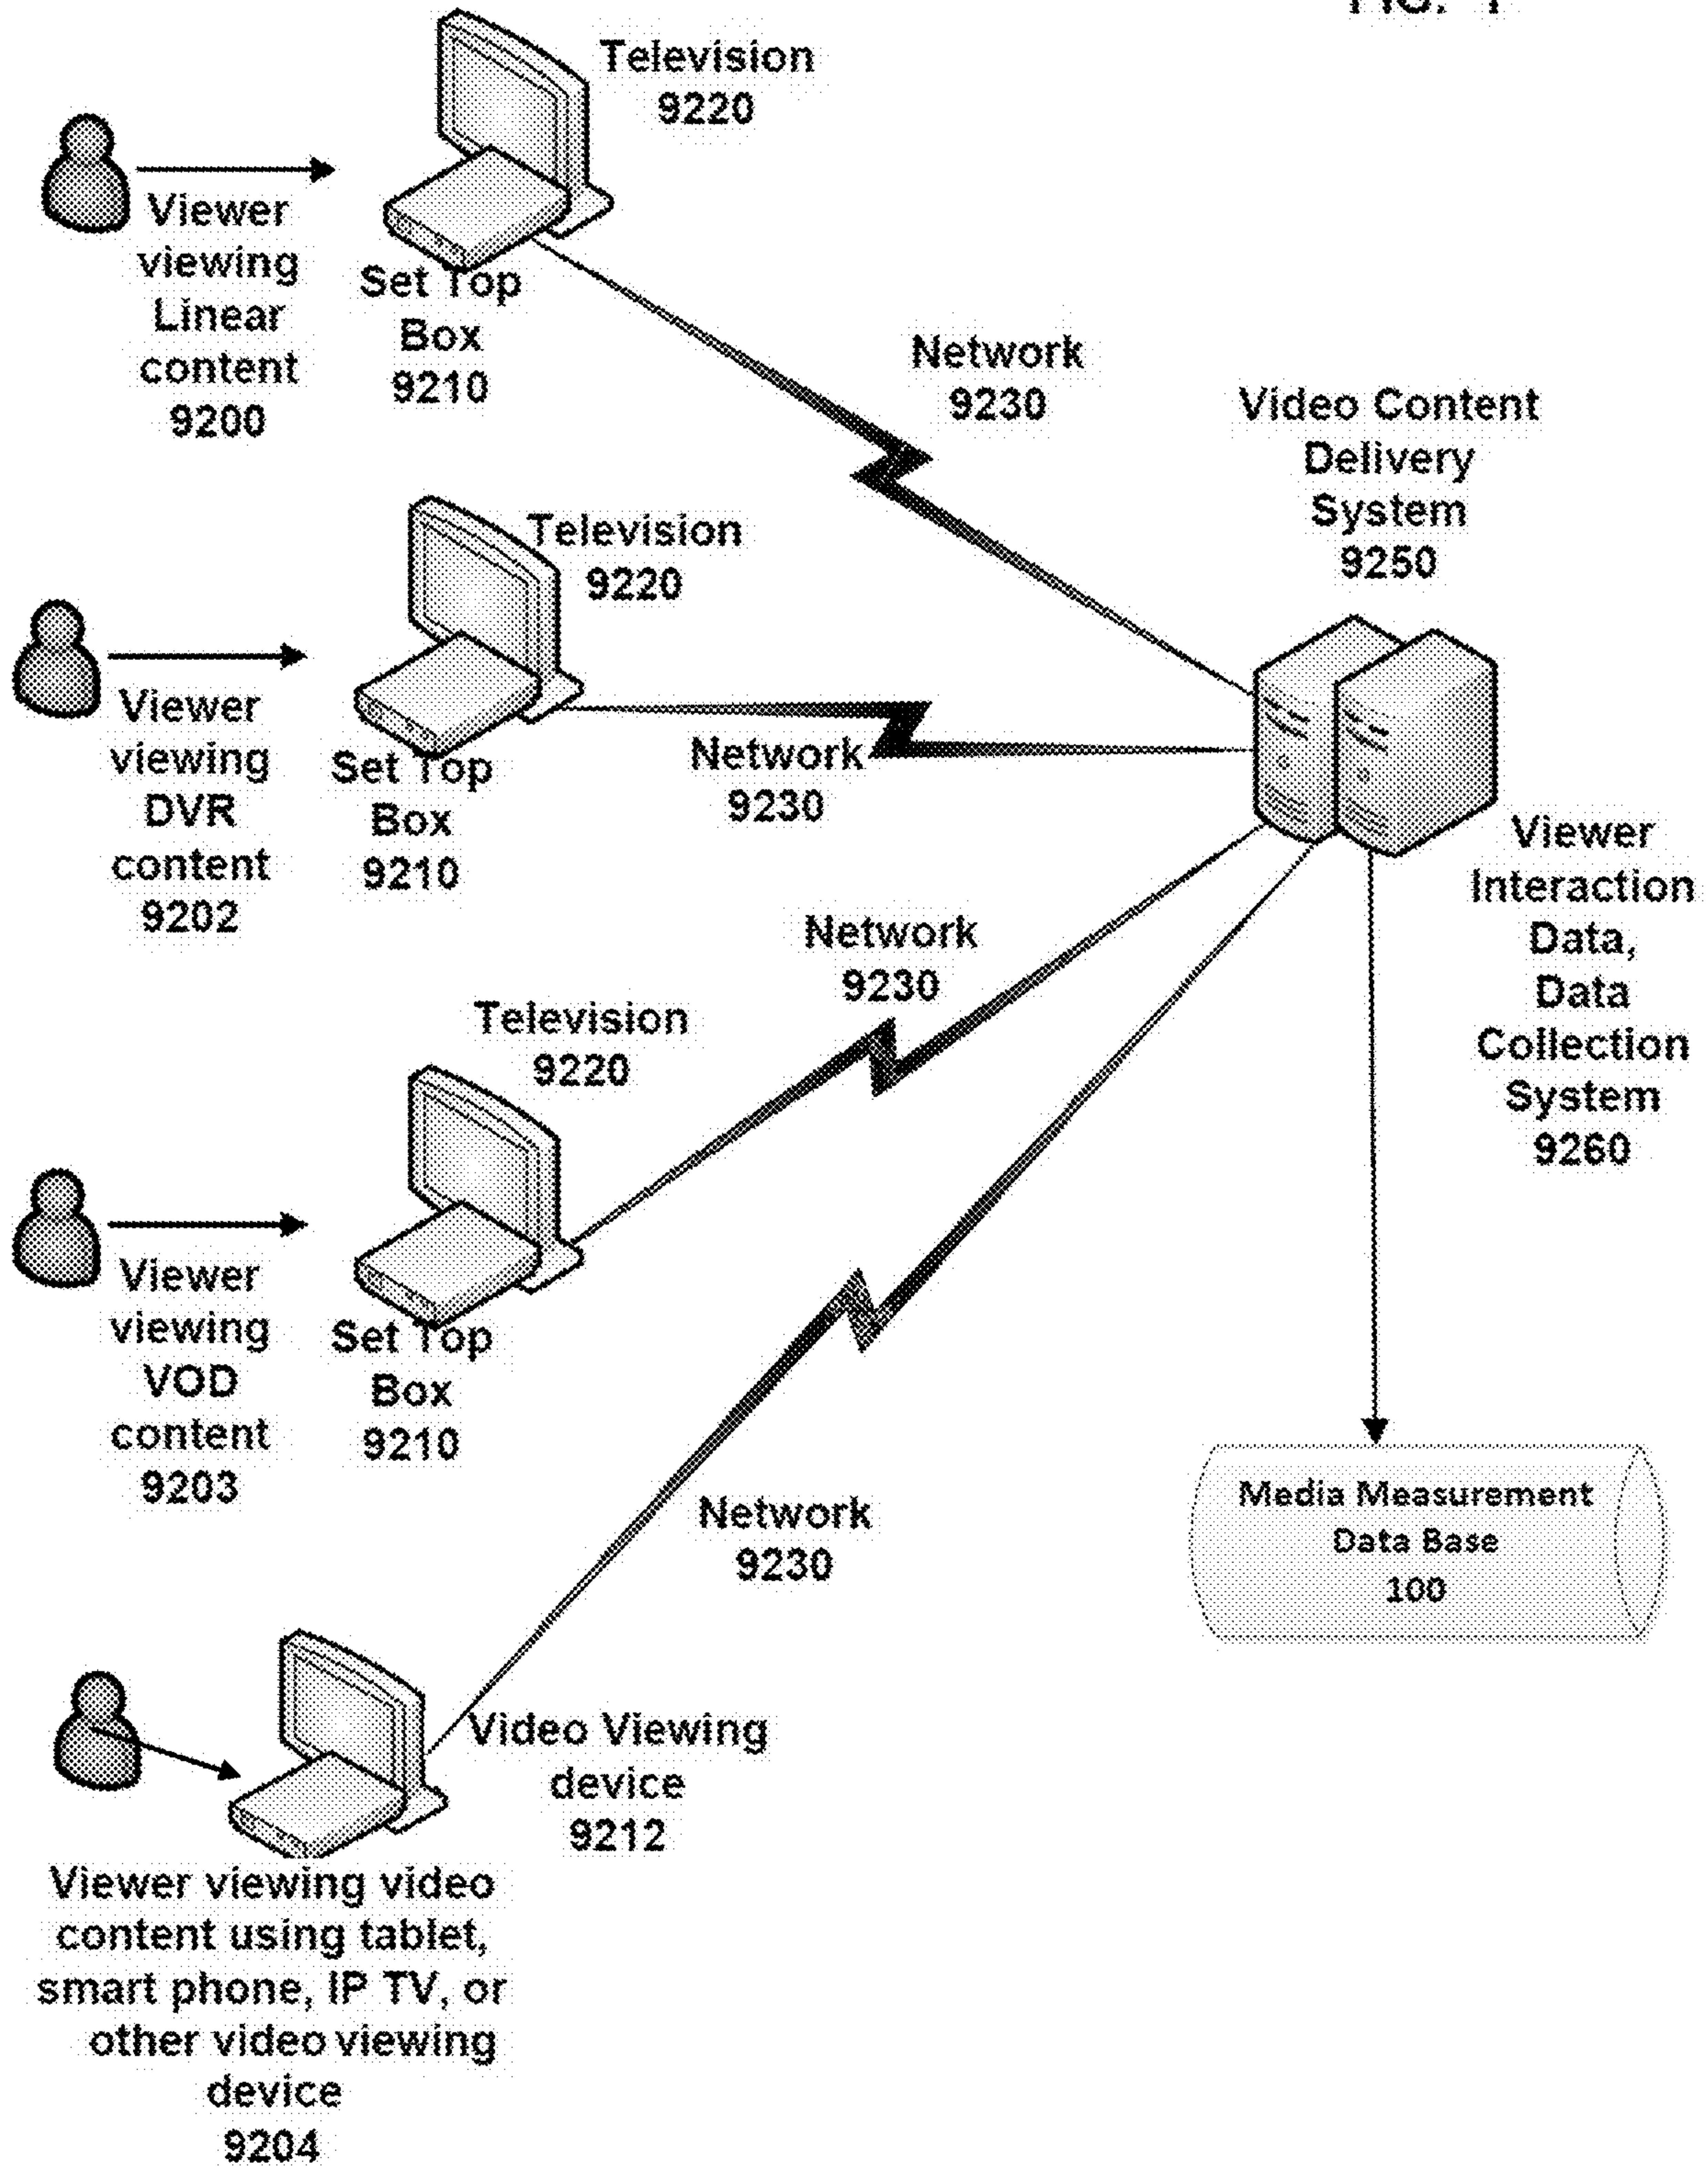 FIG. 1
Television
9220
Viewer
viewing
Linear
content
9200
Set Top
Box
9210
Network
9230
Video Content
Delivery
System
9250
Television
9220
Viewer
viewing
DVR
content
9202
Set Top
Box
9210
Network
9230
Viewer
Interaction
Data,
Data
Collection
System
9260
Network
9230
Television
9220
Viewer
viewing
VOD
content
9203
Set Top
Box
9210
Network
9230
Media Measurement
Data Base
100
Video Viewing
device
9212
Viewer viewing video
content using tablet,
smart phone, IP TV, or
other video viewing
device
9204